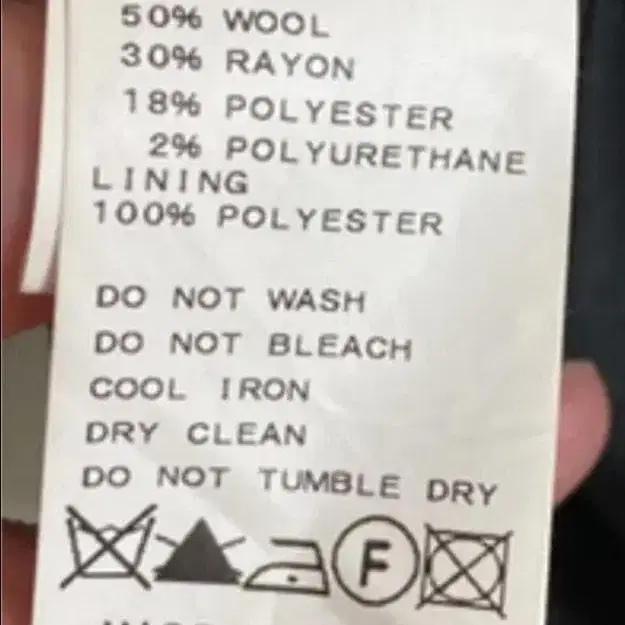 50% WOOL
30% RAYON
18% POLYESTER
2% POLYURETHANE
LINING
100% POLYESTER
DO NOT WASH
DO NOT BLEACH
COOL IRON
DRY CLEAN
DO NOT TUMBLE DRY
F